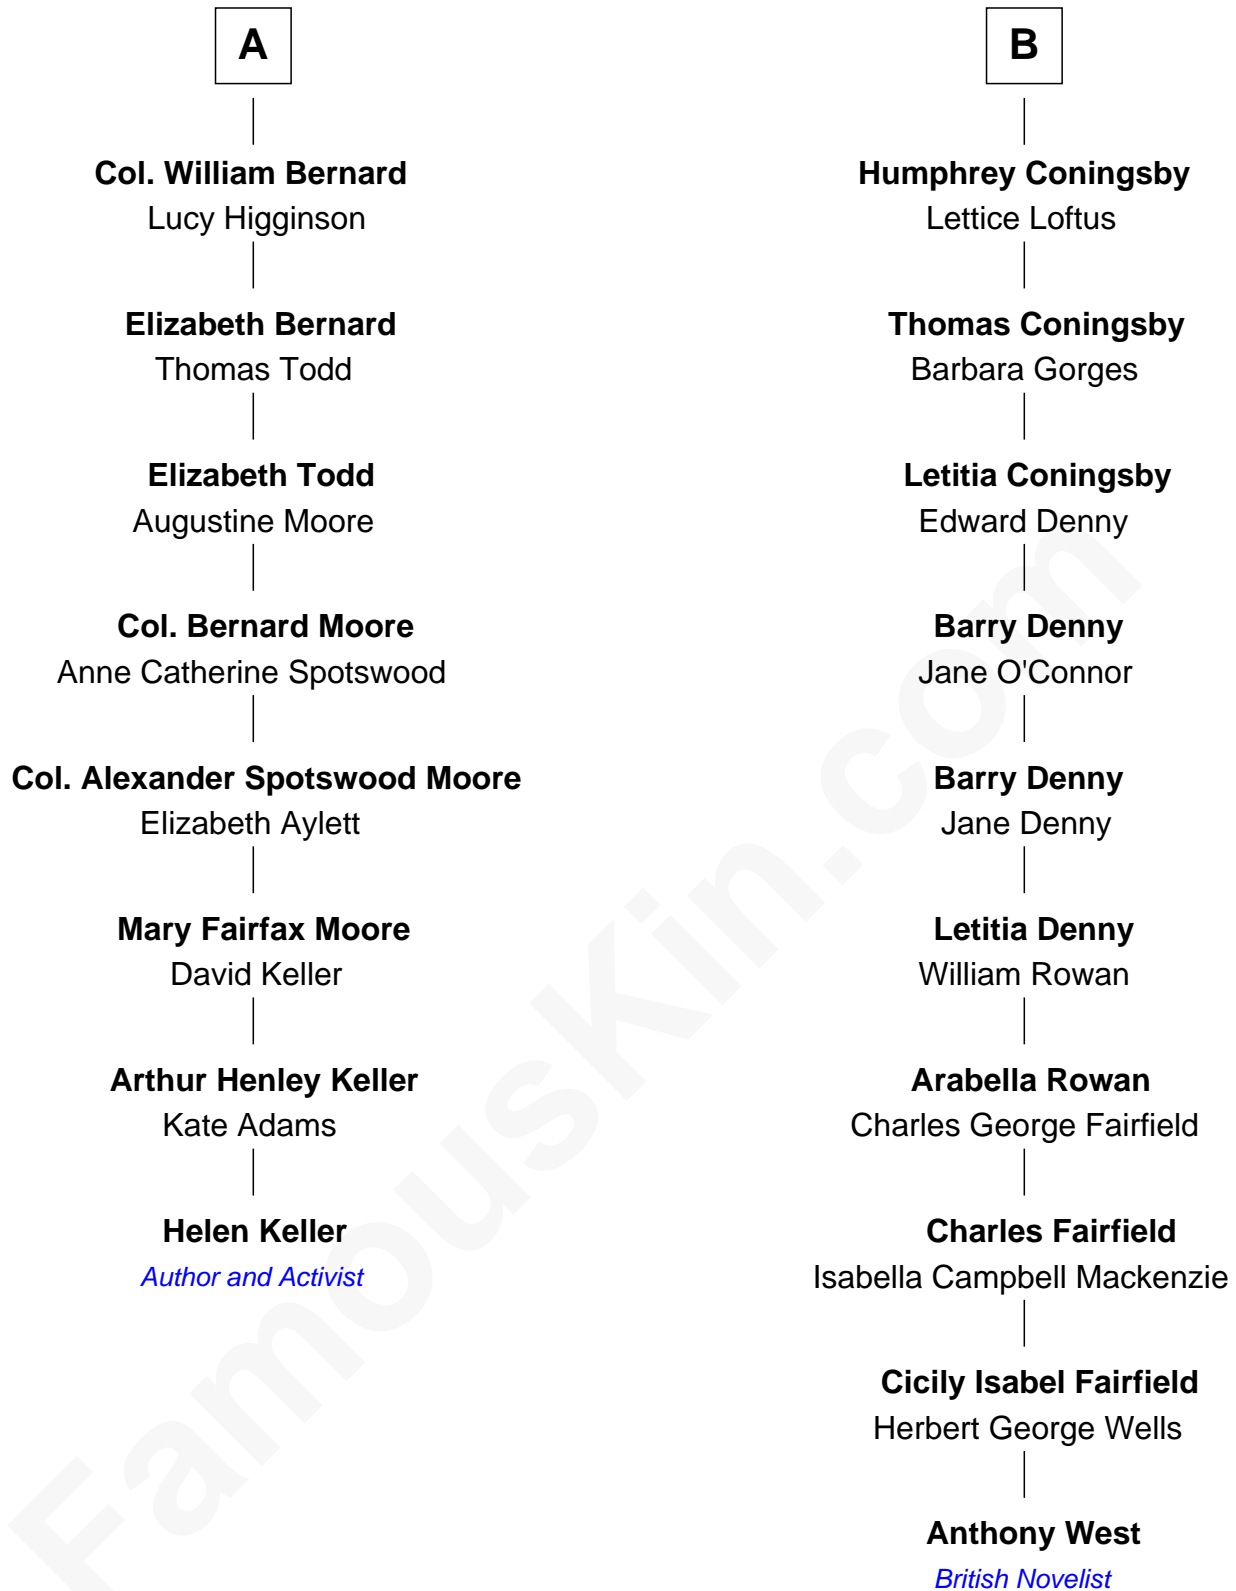 A
Col. William Bernard
Lucy Higginson
Elizabeth Bernard
Thomas Todd
Elizabeth Todd
Augustine Moore
Col. Bernard Moore
Anne Catherine Spotswood
Col. Alexander Spotswood Moore
Elizabeth Aylett
Mary Fairfax Moore
David Keller
Arthur Henley Keller
Kate Adams
Helen Keller
Author and Activist
B
Humphrey Coningsby
Lettice Loftus
Thomas Coningsby
Barbara Gorges
Letitia Coningsby
Edward Denny
Barry Denny
Jane O'Connor
Barry Denny
Jane Denny
Letitia Denny
William Rowan
Arabella Rowan
Charles George Fairfield
Charles Fairfield
Isabella Campbell Mackenzie
Cicily Isabel Fairfield
Herbert George Wells
Anthony West
British Novelist
FamousKin.com